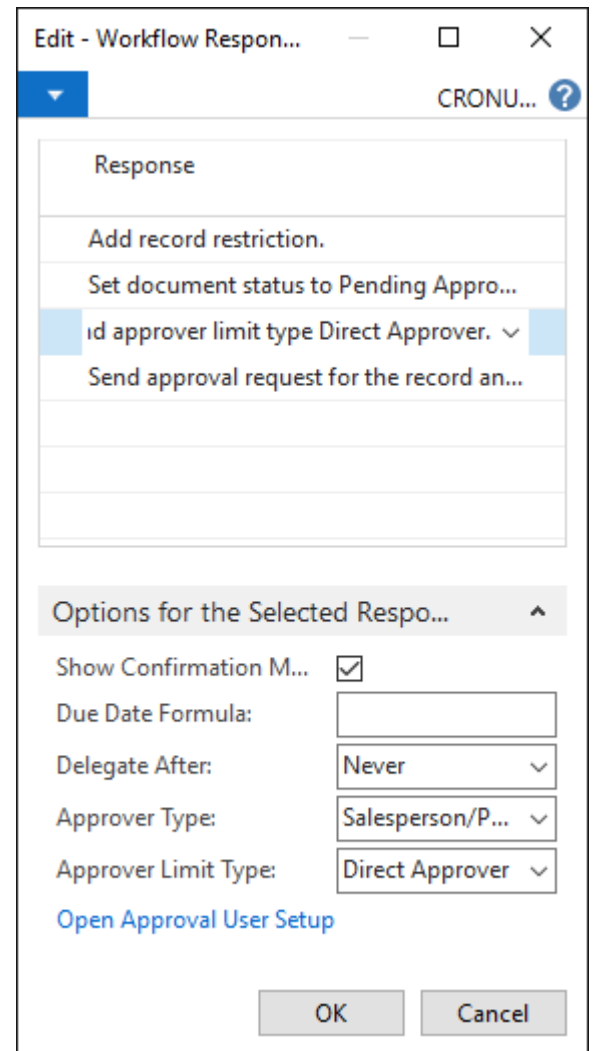 Edit - Workflow Respon...
CRONU... ?
Response
Add record restriction.
Set document status to Pending Appro...
d approver limit type Direct Approver.
Send approval request for the record an...
Options for the Selected Respo...
Show Confirmation M...
Due Date Formula:
Delegate After: Never
Approver Type: Salesperson/P...
Approver Limit Type: Direct Approver
Open Approval User Setup
OK Cancel